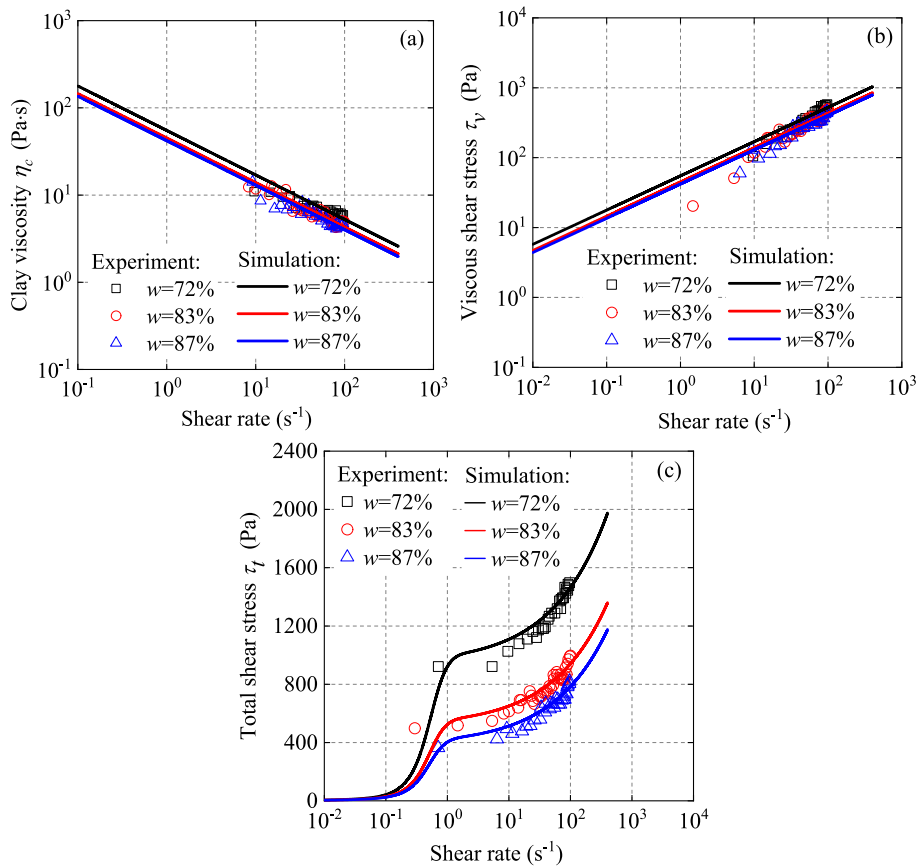 (a)
Clay viscosity η_c (Pa·s)
10³
10²
10¹
10⁰
10⁻¹
Experiment: Simulation:
w=72% w=72%
w=83% w=83%
w=87% w=87%
10⁻¹ 10⁰ 10¹ 10² 10³
Shear rate (s⁻¹)
(b)
Viscous shear stress τ_v (Pa)
10⁴
10³
10²
10¹
10⁰
10⁻¹
Experiment: Simulation:
w=72% w=72%
w=83% w=83%
w=87% w=87%
10⁻² 10⁻¹ 10⁰ 10¹ 10² 10³
Shear rate (s⁻¹)
(c)
Total shear stress τ_t (Pa)
2400
2000
1600
1200
800
400
0
Experiment: Simulation:
w=72% w=72%
w=83% w=83%
w=87% w=87%
10⁻² 10⁻¹ 10⁰ 10¹ 10² 10³ 10⁴
Shear rate (s⁻¹)